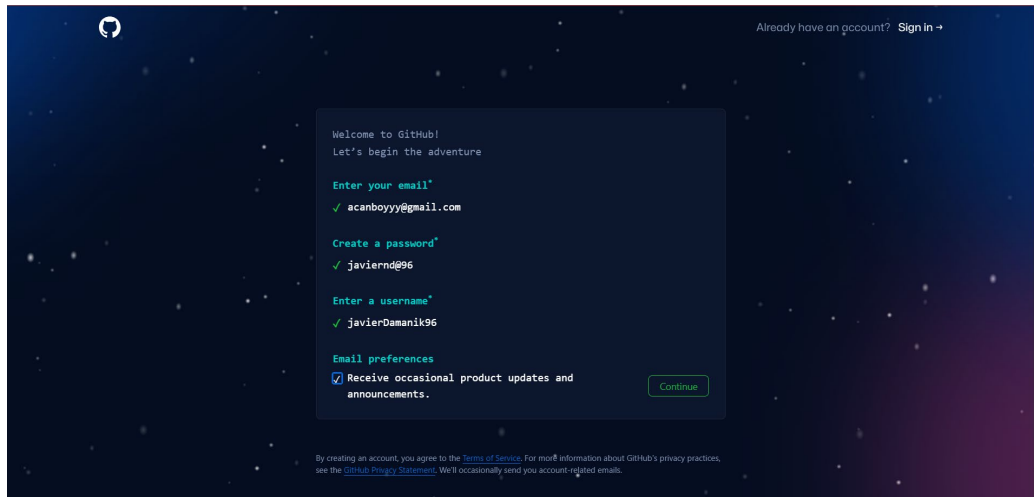 Already have an account? Sign in →
Welcome to GitHub!
Let's begin the adventure
Enter your email*
✓ acanboyyy@gmail.com
Create a password*
✓ javiernd@96
Enter a username*
✓ javierDamanik96
Email preferences
✓ Receive occasional product updates and
announcements.
Continue
By creating an account, you agree to the Terms of Service. For more information about GitHub's privacy practices,
see the GitHub Privacy Statement. We'll occasionally send you account-related emails.